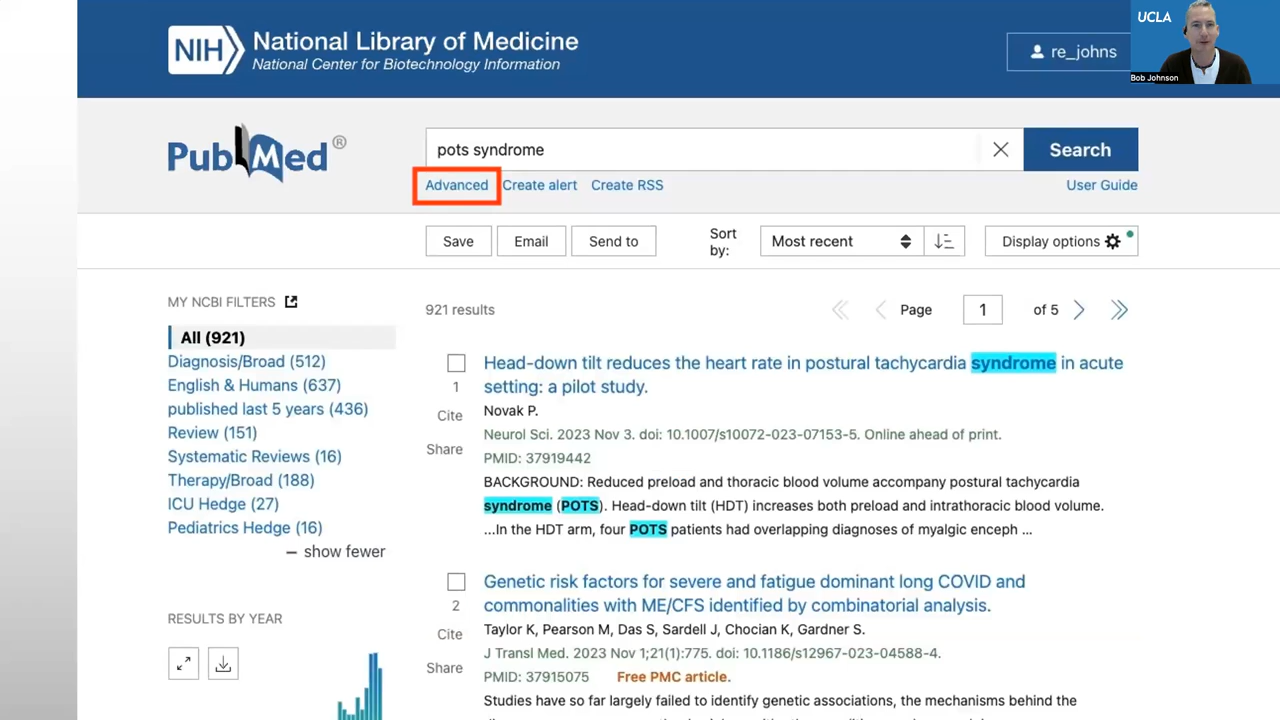 NIH National Library of Medicine
National Center for Biotechnology Information
re_johns
UCLA
Bob Johnson
PubMed®
pots syndrome
Search
Advanced
Create alert
Create RSS
User Guide
Save
Email
Send to
Sort by:
Most recent
Display options
MY NCBI FILTERS
All (921)
Diagnosis/Broad (512)
English & Humans (637)
published last 5 years (436)
Review (151)
Systematic Reviews (16)
Therapy/Broad (188)
ICU Hedge (27)
Pediatrics Hedge (16)
— show fewer
RESULTS BY YEAR
921 results
Page 1 of 5
Head-down tilt reduces the heart rate in postural tachycardia syndrome in acute
setting: a pilot study.
1
Cite
Share
Novak P.
Neurol Sci. 2023 Nov 3. doi: 10.1007/s10072-023-07153-5. Online ahead of print.
PMID: 37919442
BACKGROUND: Reduced preload and thoracic blood volume accompany postural tachycardia
syndrome (POTS). Head-down tilt (HDT) increases both preload and intrathoracic blood volume.
...In the HDT arm, four POTS patients had overlapping diagnoses of myalgic enceph ...
Genetic risk factors for severe and fatigue dominant long COVID and
commonalities with ME/CFS identified by combinatorial analysis.
2
Cite
Share
Taylor K, Pearson M, Das S, Sardell J, Chocian K, Gardner S.
J Transl Med. 2023 Nov 1;21(1):775. doi: 10.1186/s12967-023-04588-4.
PMID: 37915075 Free PMC article.
Studies have so far largely failed to identify genetic associations, the mechanisms behind the